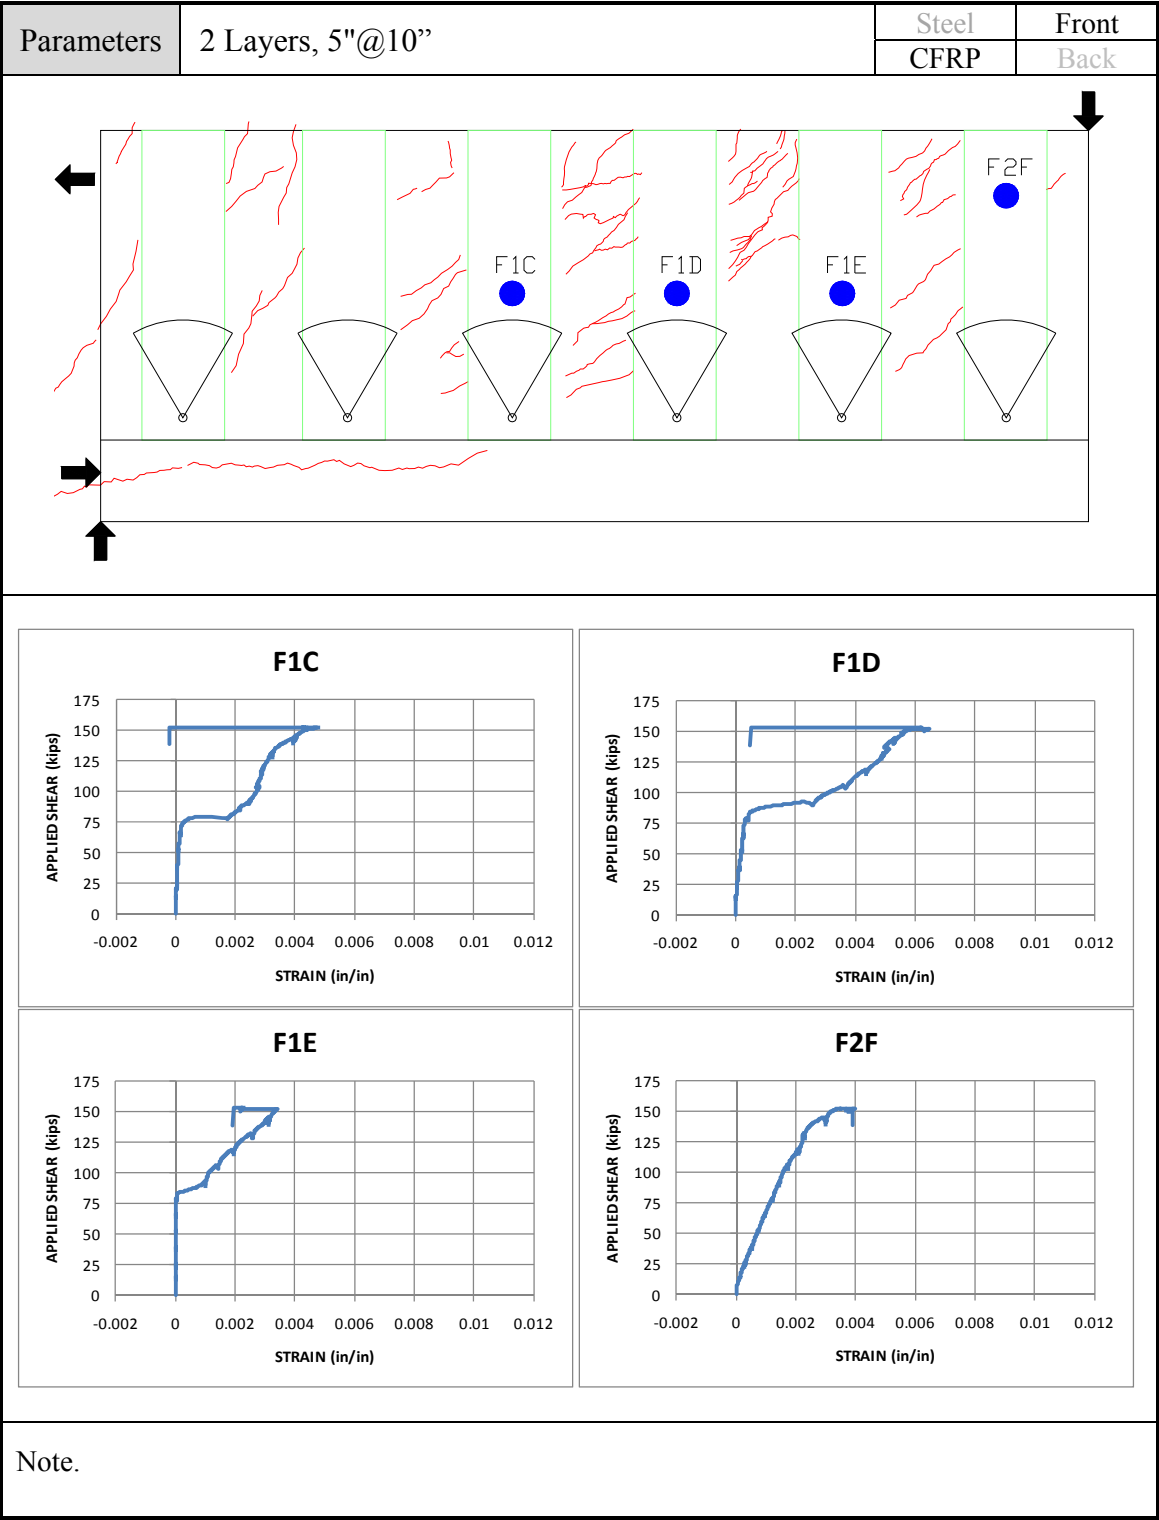 Parameters 2 Layers, 5"@10” Steel Front
CFRP Back
F2F
F1C F1D F1E
F1C
175
150
125
100
75
50
25
0
-0.002 0 0.002 0.004 0.006 0.008 0.01 0.012
APPLIED SHEAR (kips)
STRAIN (in/in)
F1D
175
150
125
100
75
50
25
0
-0.002 0 0.002 0.004 0.006 0.008 0.01 0.012
APPLIED SHEAR (kips)
STRAIN (in/in)
F1E
175
150
125
100
75
50
25
0
-0.002 0 0.002 0.004 0.006 0.008 0.01 0.012
APPLIED SHEAR (kips)
STRAIN (in/in)
F2F
175
150
125
100
75
50
25
0
-0.002 0 0.002 0.004 0.006 0.008 0.01 0.012
APPLIED SHEAR (kips)
STRAIN (in/in)
Note.